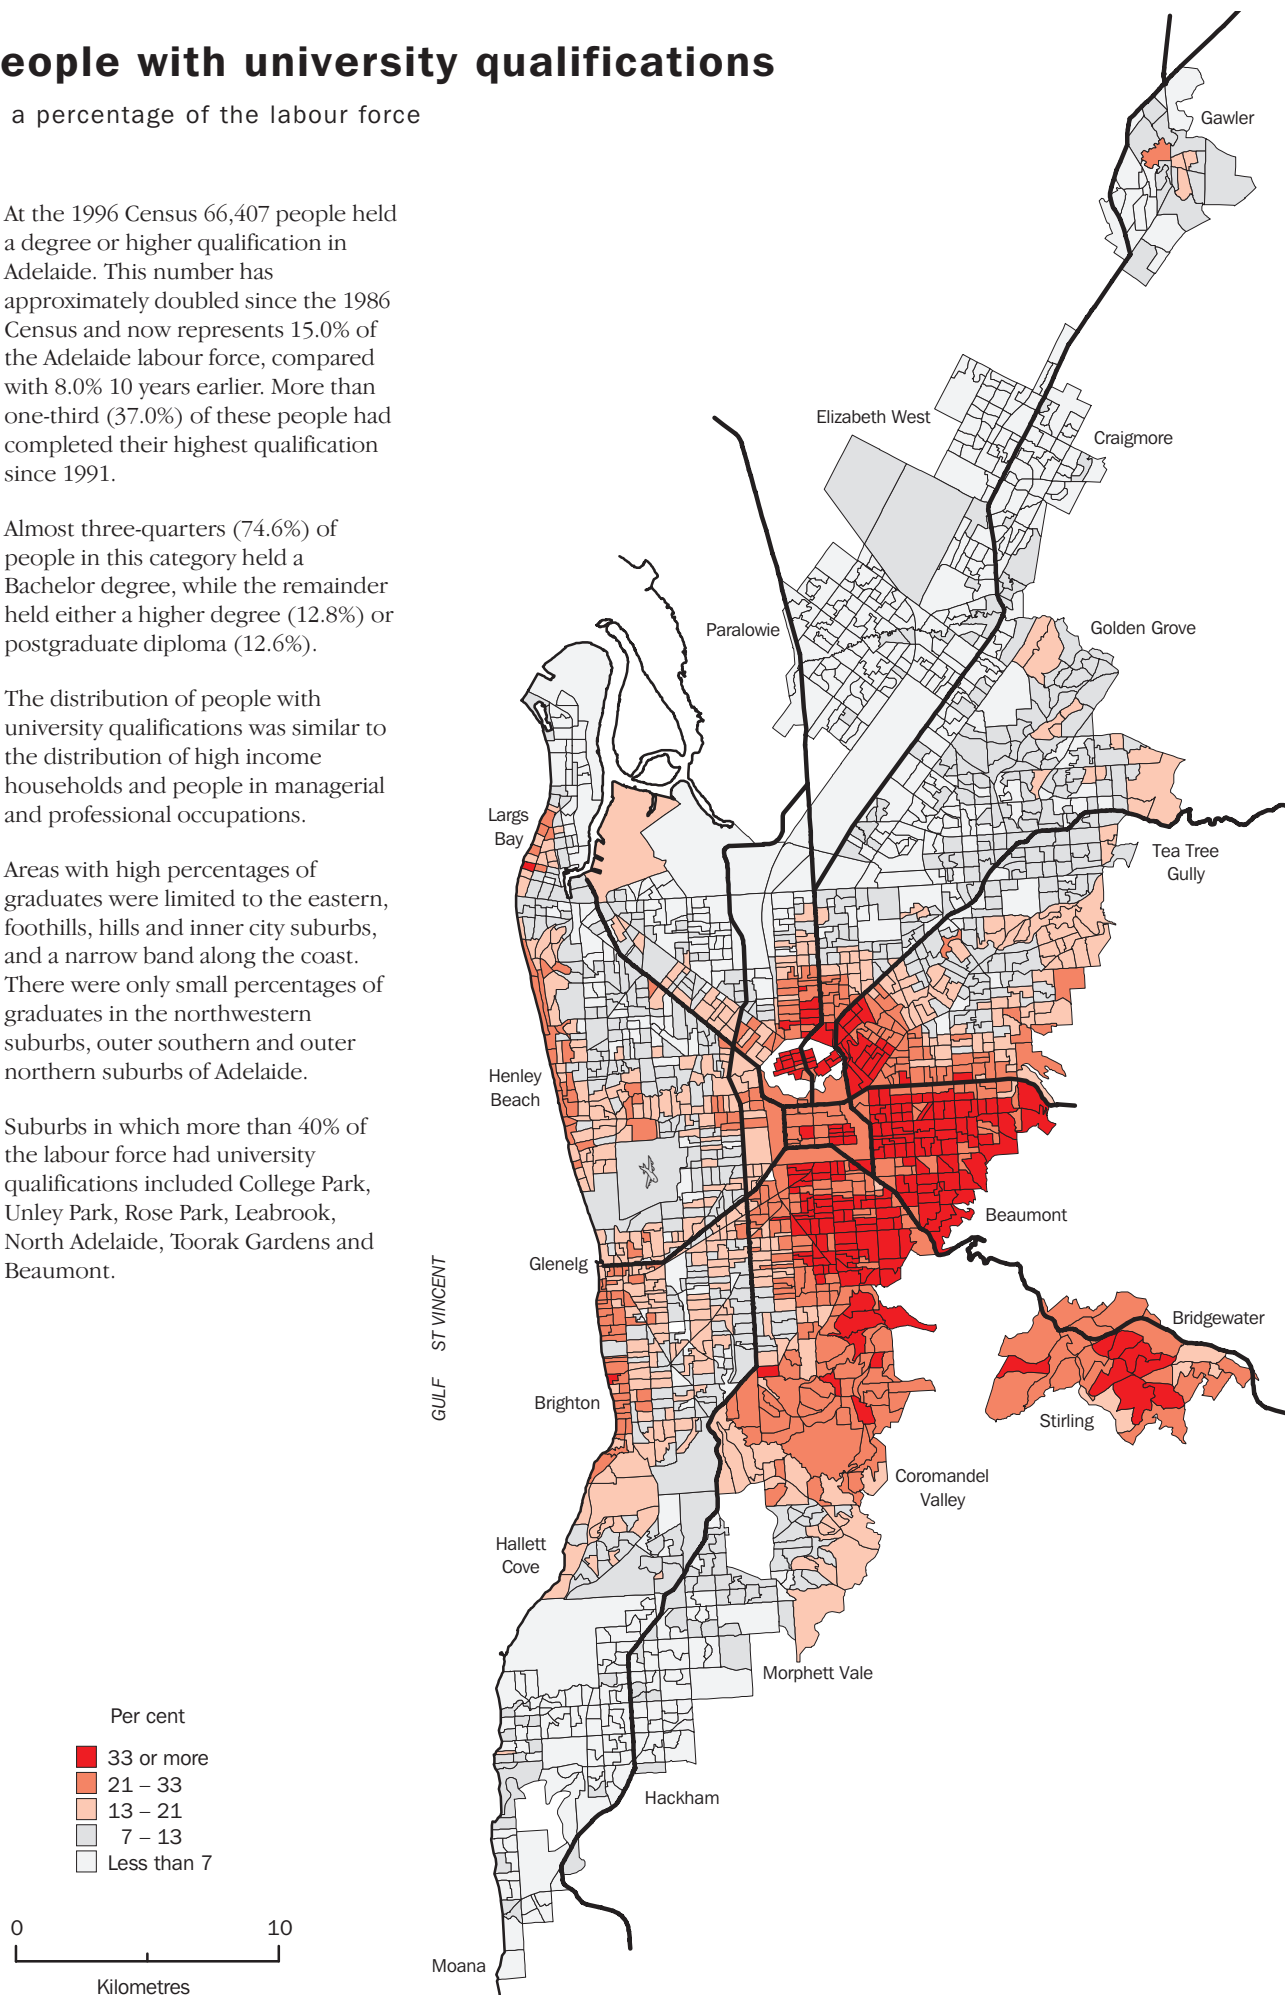 eople with university qualifications
a percentage of the labour force
At the 1996 Census 66,407 people held
a degree or higher qualification in
Adelaide. This number has
approximately doubled since the 1986
Census and now represents 15.0% of
the Adelaide labour force, compared
with 8.0% 10 years earlier. More than
one-third (37.0%) of these people had
completed their highest qualification
since 1991.
Almost three-quarters (74.6%) of
people in this category held a
Bachelor degree, while the remainder
held either a higher degree (12.8%) or
postgraduate diploma (12.6%).
The distribution of people with
university qualifications was similar to
the distribution of high income
households and people in managerial
and professional occupations.
Areas with high percentages of
graduates were limited to the eastern,
foothills, hills and inner city suburbs,
and a narrow band along the coast.
There were only small percentages of
graduates in the northwestern
suburbs, outer southern and outer
northern suburbs of Adelaide.
Suburbs in which more than 40% of
the labour force had university
qualifications included College Park,
Unley Park, Rose Park, Leabrook,
North Adelaide, Toorak Gardens and
Beaumont.
Gawler
Elizabeth West
Craigmore
Paralowie
Golden Grove
Largs
Bay
Tea Tree
Gully
Henley
Beach
Beaumont
Glenelg
GULF ST VINCENT
Bridgewater
Brighton
Stirling
Coromandel
Valley
Hallett
Cove
Morphett Vale
Hackham
Moana
Per cent
33 or more
21 – 33
13 – 21
7 – 13
Less than 7
0 10
Kilometres